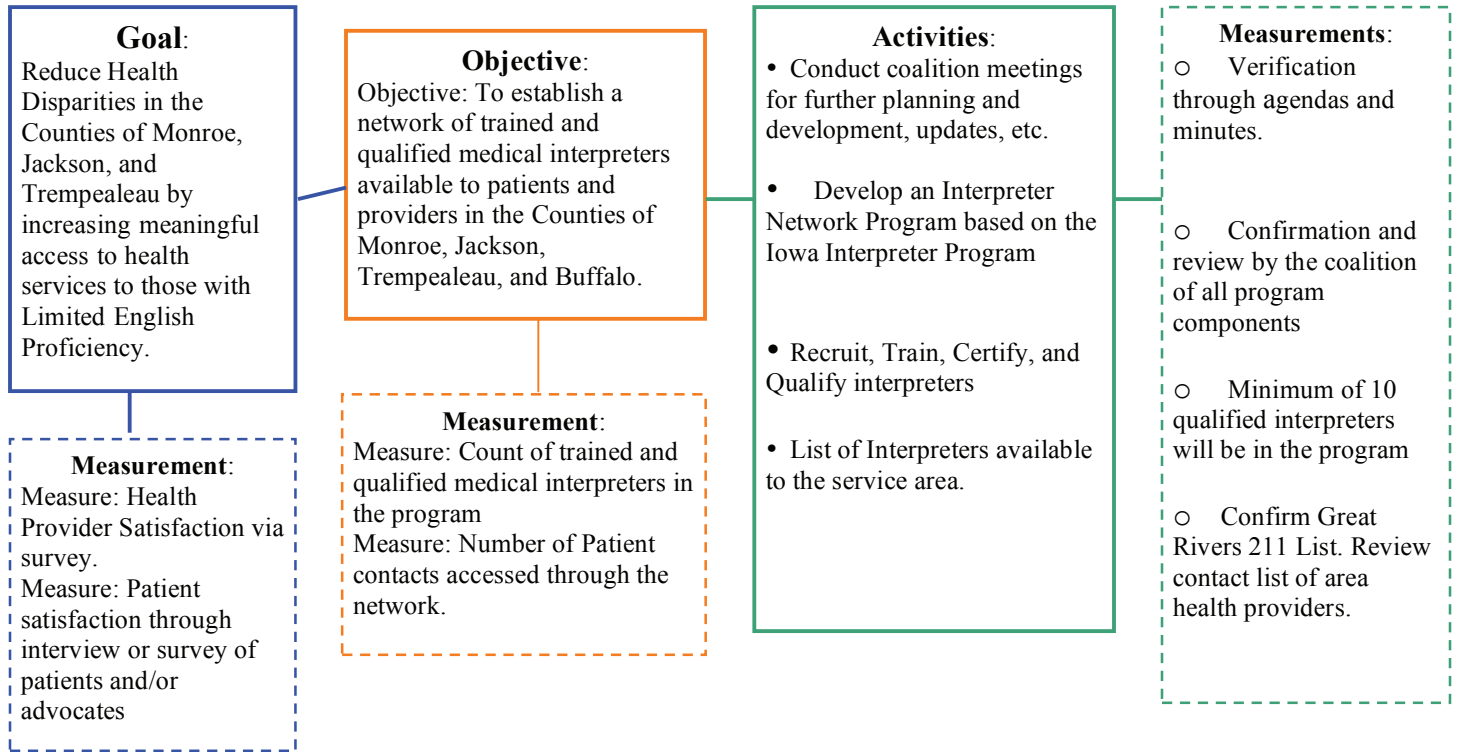 Goal:
Reduce Health
Disparities in the
Counties of Monroe,
Jackson, and
Trempealeau by
increasing meaningful
access to health
services to those with
Limited English
Proficiency.
Measurement:
Measure: Health
Provider Satisfaction via
survey.
Measure: Patient
satisfaction through
interview or survey of
patients and/or
advocates
Objective:
Objective: To establish a
network of trained and
qualified medical interpreters
available to patients and
providers in the Counties of
Monroe, Jackson,
Trempealeau, and Buffalo.
Measurement:
Measure: Count of trained and
qualified medical interpreters in
the program
Measure: Number of Patient
contacts accessed through the
network.
Activities:
• Conduct coalition meetings
for further planning and
development, updates, etc.
• Develop an Interpreter
Network Program based on the
Iowa Interpreter Program
• Recruit, Train, Certify, and
Qualify interpreters
• List of Interpreters available
to the service area.
Measurements:
o Verification
through agendas and
minutes.
o Confirmation and
review by the coalition
of all program
components
o Minimum of 10
qualified interpreters
will be in the program
o Confirm Great
Rivers 211 List. Review
contact list of area
health providers.